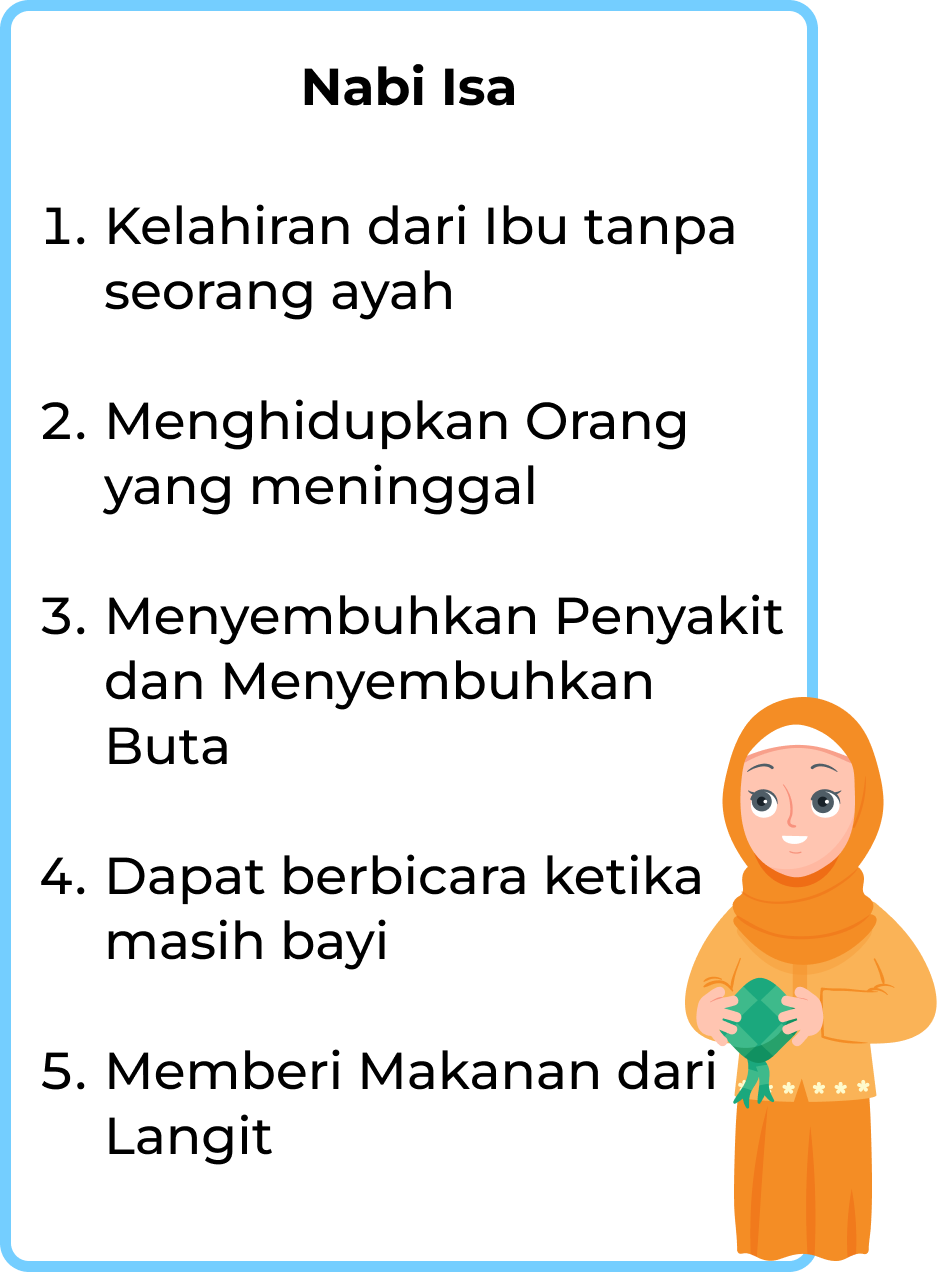 Nabi Isa
1. Kelahiran dari Ibu tanpa
seorang ayah
2. Menghidupkan Orang
yang meninggal
3. Menyembuhkan Penyakit
dan Menyembuhkan
Buta
4. Dapat berbicara ketika
masih bayi
5. Memberi Makanan dari
Langit